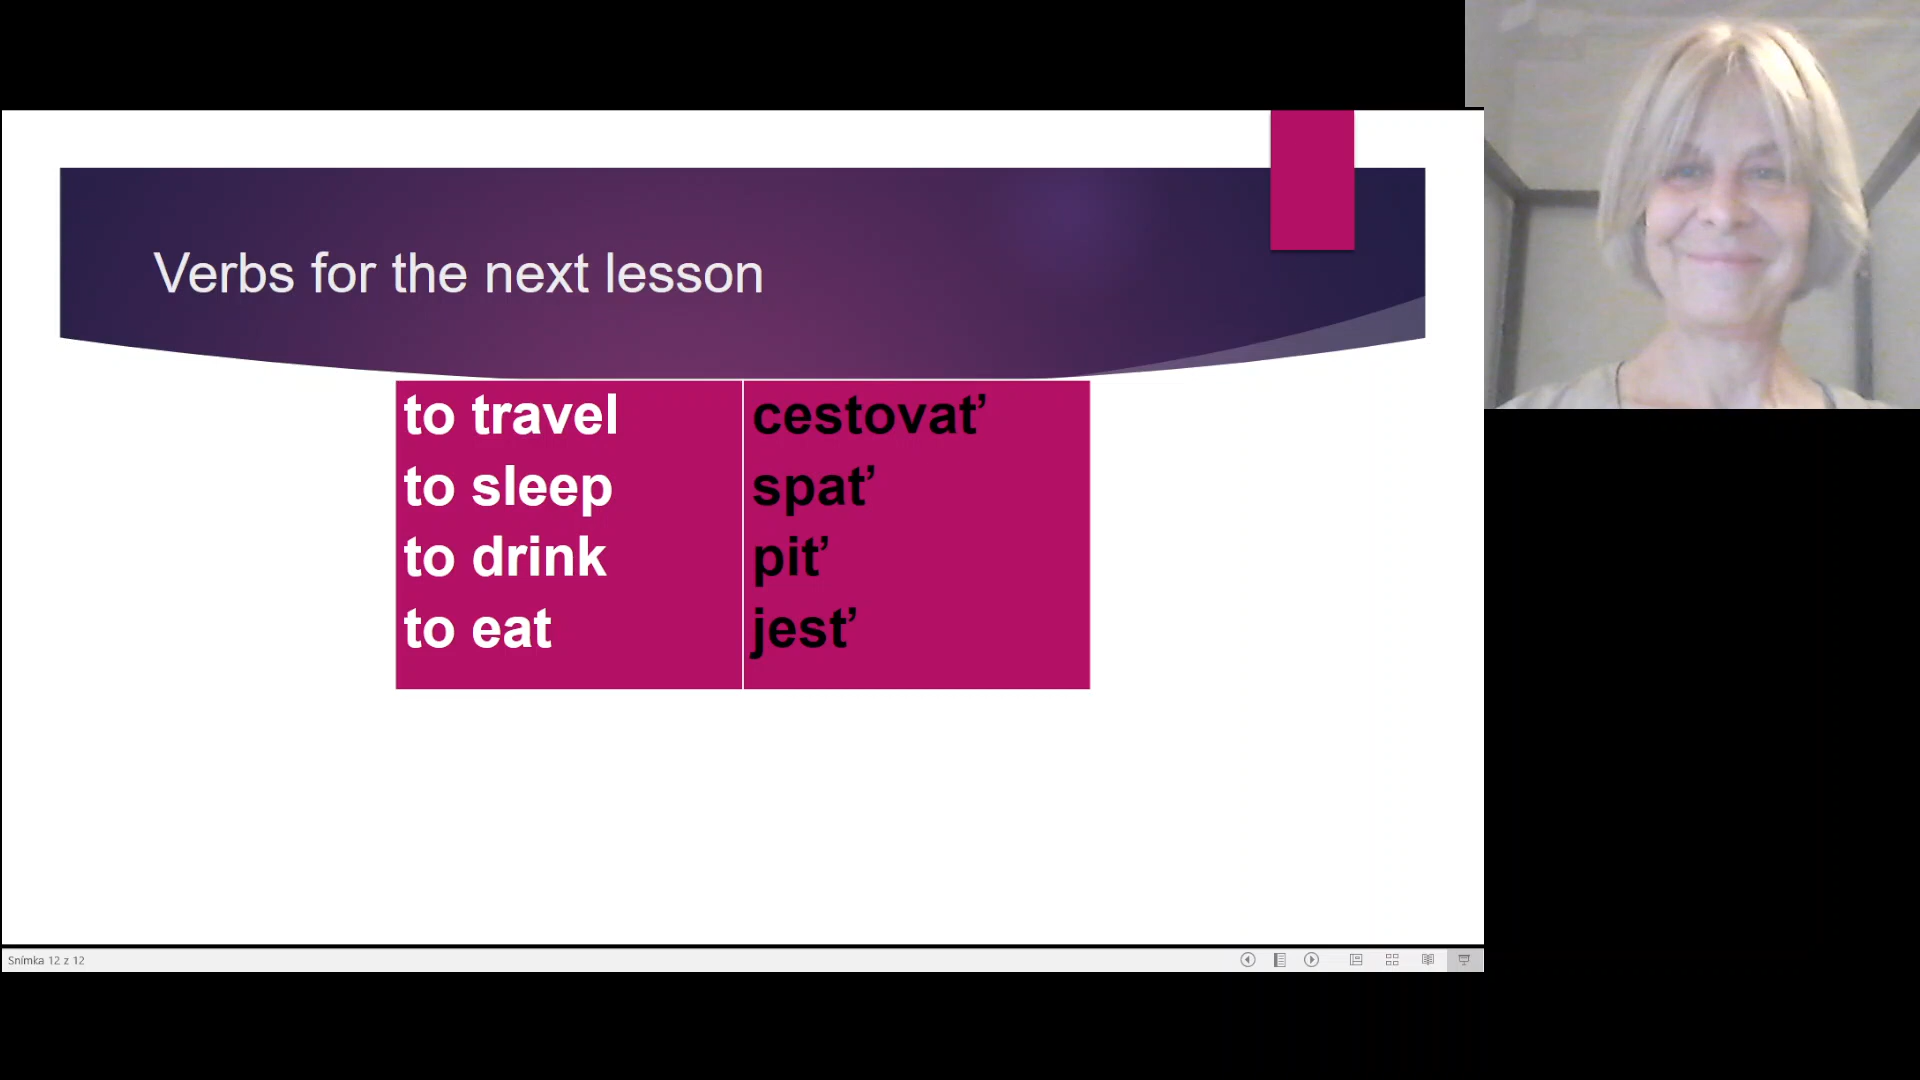 Verbs for the next lesson
to travel cestovať
to sleep spať
to drink piť
to eat jesť
Snímka 12 z 12